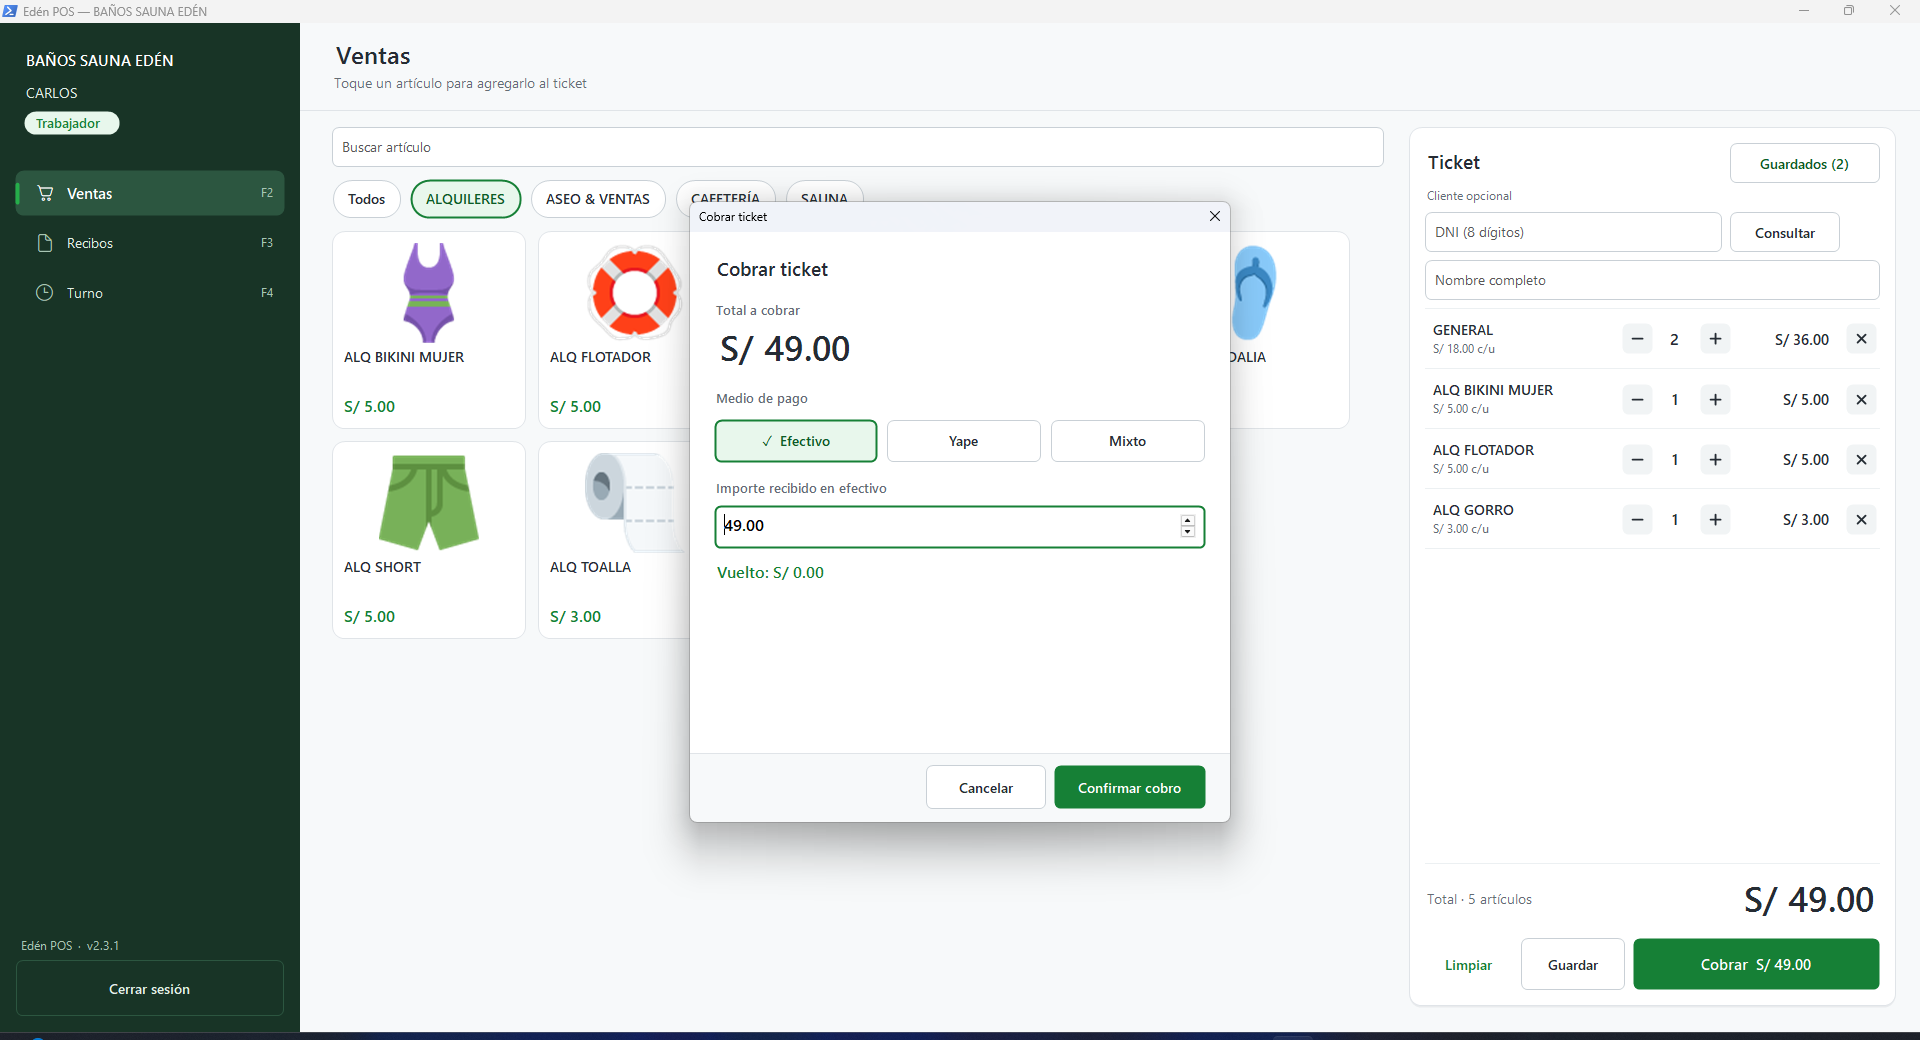 Edén POS — BAÑOS SAUNA EDÉN
BAÑOS SAUNA EDÉN
CARLOS
Trabajador
Ventas F2
Recibos F3
Turno F4
Edén POS · v2.3.1
Cerrar sesión
Ventas
Toque un artículo para agregarlo al ticket
Buscar artículo
Todos
ALQUILERES
ASEO & VENTAS
CAFETERÍA
SAUNA
ALQ BIKINI MUJER
S/ 5.00
ALQ FLOTADOR
S/ 5.00
DALIA
ALQ SHORT
S/ 5.00
ALQ TOALLA
S/ 3.00
Cobrar ticket
Cobrar ticket
Total a cobrar
S/ 49.00
Medio de pago
✓ Efectivo
Yape
Mixto
Importe recibido en efectivo
49.00
Vuelto: S/ 0.00
Cancelar
Confirmar cobro
Ticket
Guardados (2)
Cliente opcional
DNI (8 dígitos)
Consultar
Nombre completo
GENERAL
S/ 18.00 c/u
− 2 + S/ 36.00 ×
ALQ BIKINI MUJER
S/ 5.00 c/u
− 1 + S/ 5.00 ×
ALQ FLOTADOR
S/ 5.00 c/u
− 1 + S/ 5.00 ×
ALQ GORRO
S/ 3.00 c/u
− 1 + S/ 3.00 ×
Total · 5 artículos
S/ 49.00
Limpiar
Guardar
Cobrar S/ 49.00